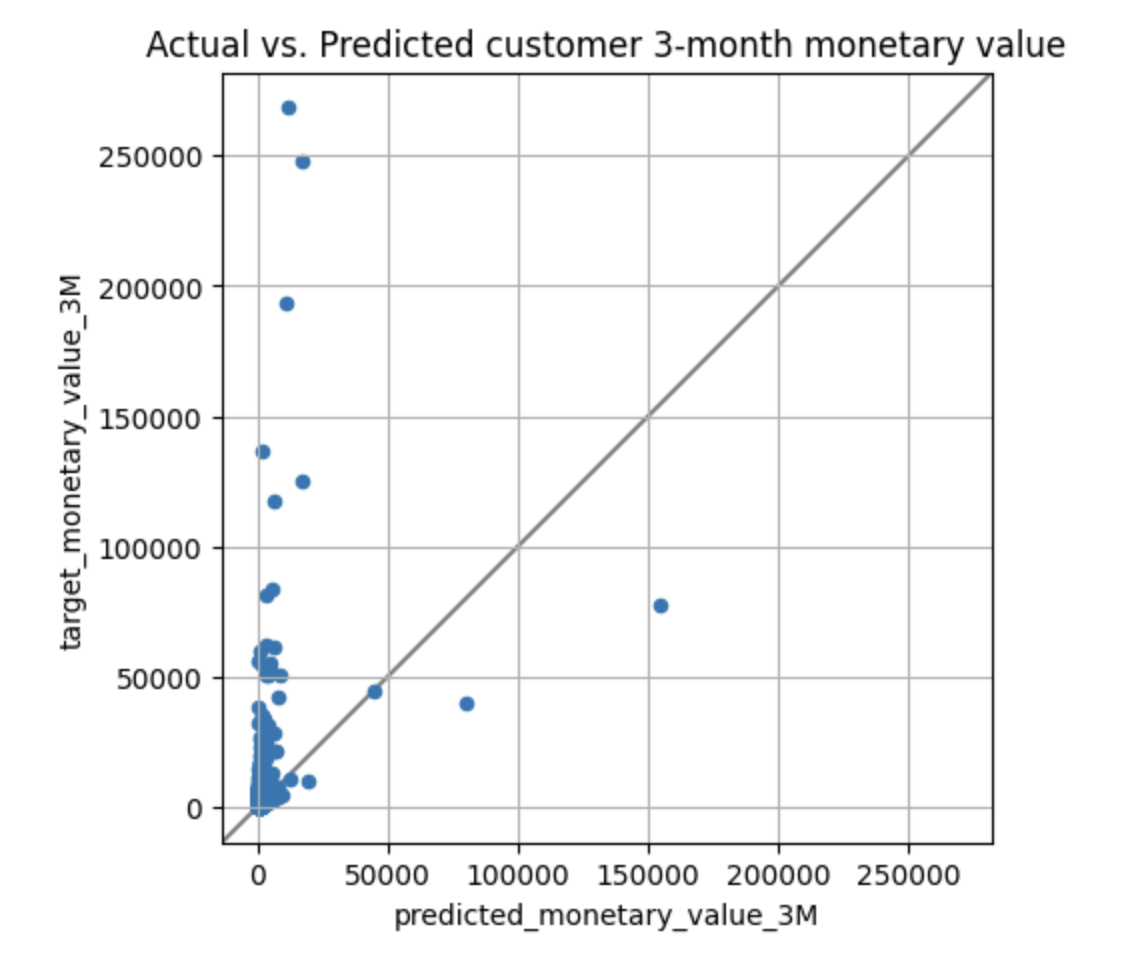 Actual vs. Predicted customer 3-month monetary value
target_monetary_value_3M
250000
200000
150000
100000
50000
0
0 50000 100000 150000 200000 250000
predicted_monetary_value_3M